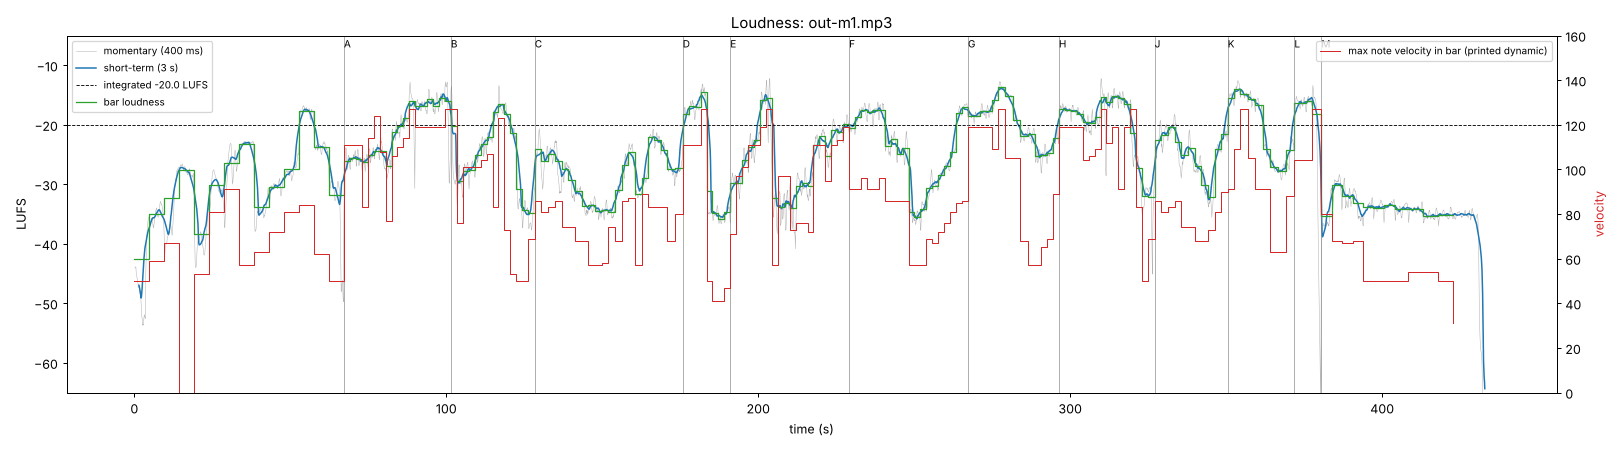 Loudness: out-m1.mp3
momentary (400 ms)
short-term (3 s)
integrated -20.0 LUFS
bar loudness
max note velocity in bar (printed dynamic)
A B C D E F G H J K L M
−10
−20
−30
−40
−50
−60
LUFS
160
140
120
100
80
60
40
20
0
velocity
0 100 200 300 400
time (s)